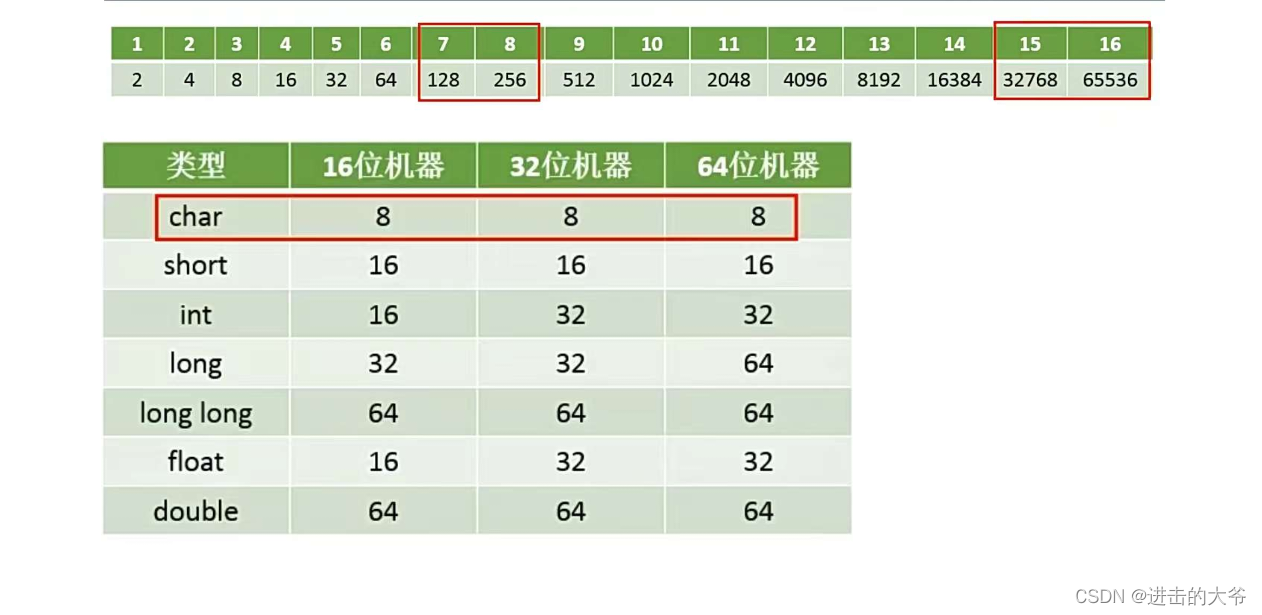 1 2 3 4 5 6 7 8 9 10 11 12 13 14 15 16
2 4 8 16 32 64 128 256 512 1024 2048 4096 8192 16384 32768 65536
类型 16位机器 32位机器 64位机器
char 8 8 8
short 16 16 16
int 16 32 32
long 32 32 64
long long 64 64 64
float 16 32 32
double 64 64 64
CSDN @进击的大爷